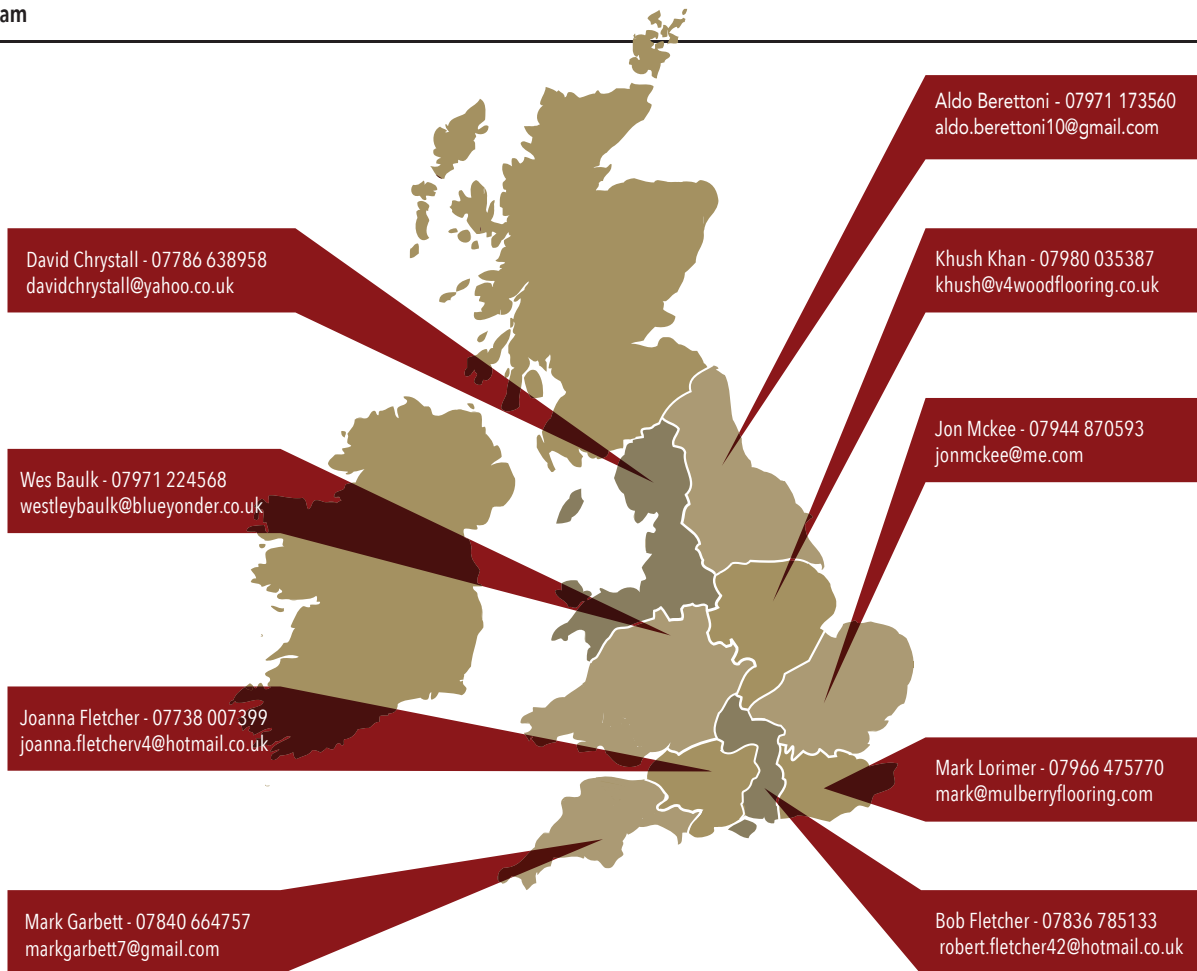 am
Aldo Berettoni - 07971 173560
aldo.berettoni10@gmail.com
David Chrystall - 07786 638958
davidchrystall@yahoo.co.uk
Khush Khan - 07980 035387
khush@v4woodflooring.co.uk
Jon Mckee - 07944 870593
jonmckee@me.com
Wes Baulk - 07971 224568
westleybaulk@blueyonder.co.uk
Joanna Fletcher - 07738 007399
joanna.fletcherv4@hotmail.co.uk
Mark Lorimer - 07966 475770
mark@mulberryflooring.com
Mark Garbett - 07840 664757
markgarbett7@gmail.com
Bob Fletcher - 07836 785133
robert.fletcher42@hotmail.co.uk